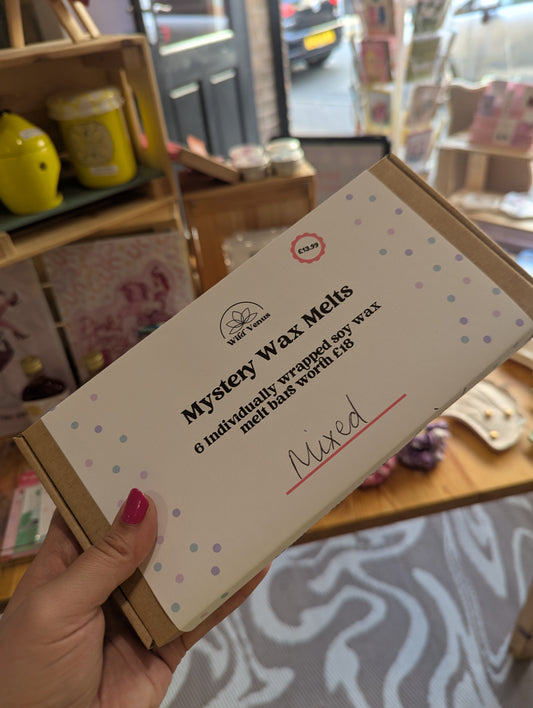 £13.99
Wild Venus
Mystery Wax Melts
6 Individually wrapped soy wax
melt bars worth £18
Mixed